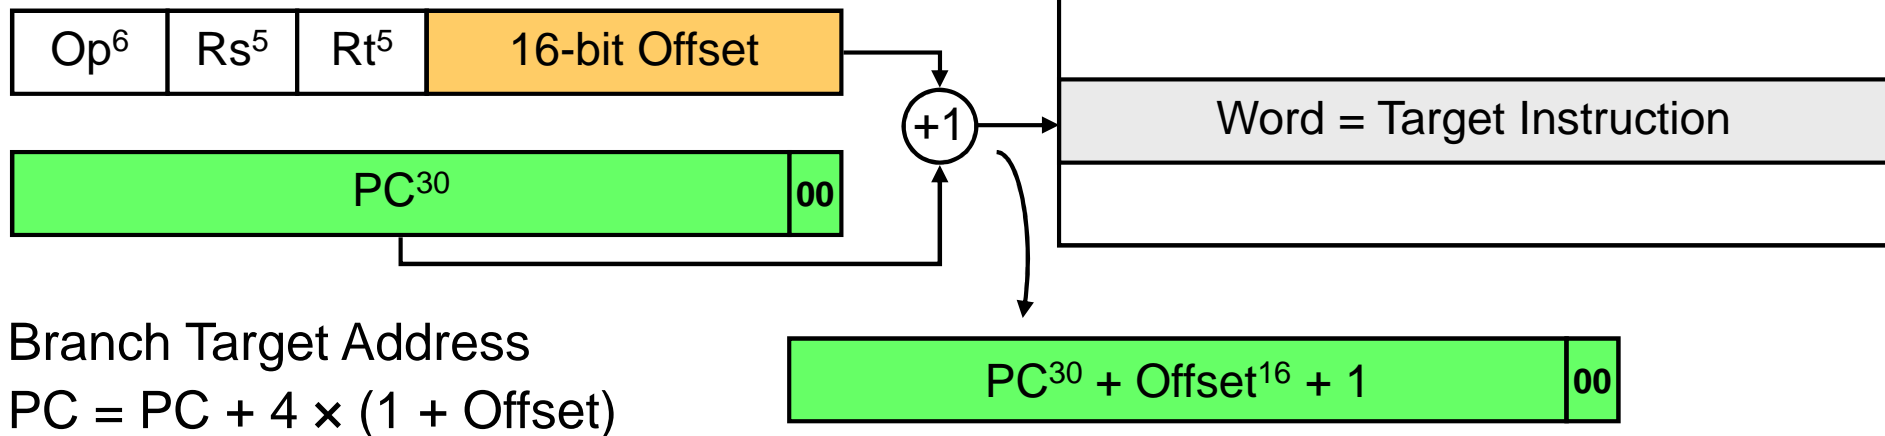 Op⁶ Rs⁵ Rt⁵ 16-bit Offset
+1
Word = Target Instruction
PC³⁰ 00
Branch Target Address
PC = PC + 4 × (1 + Offset)
PC³⁰ + Offset¹⁶ + 1 00